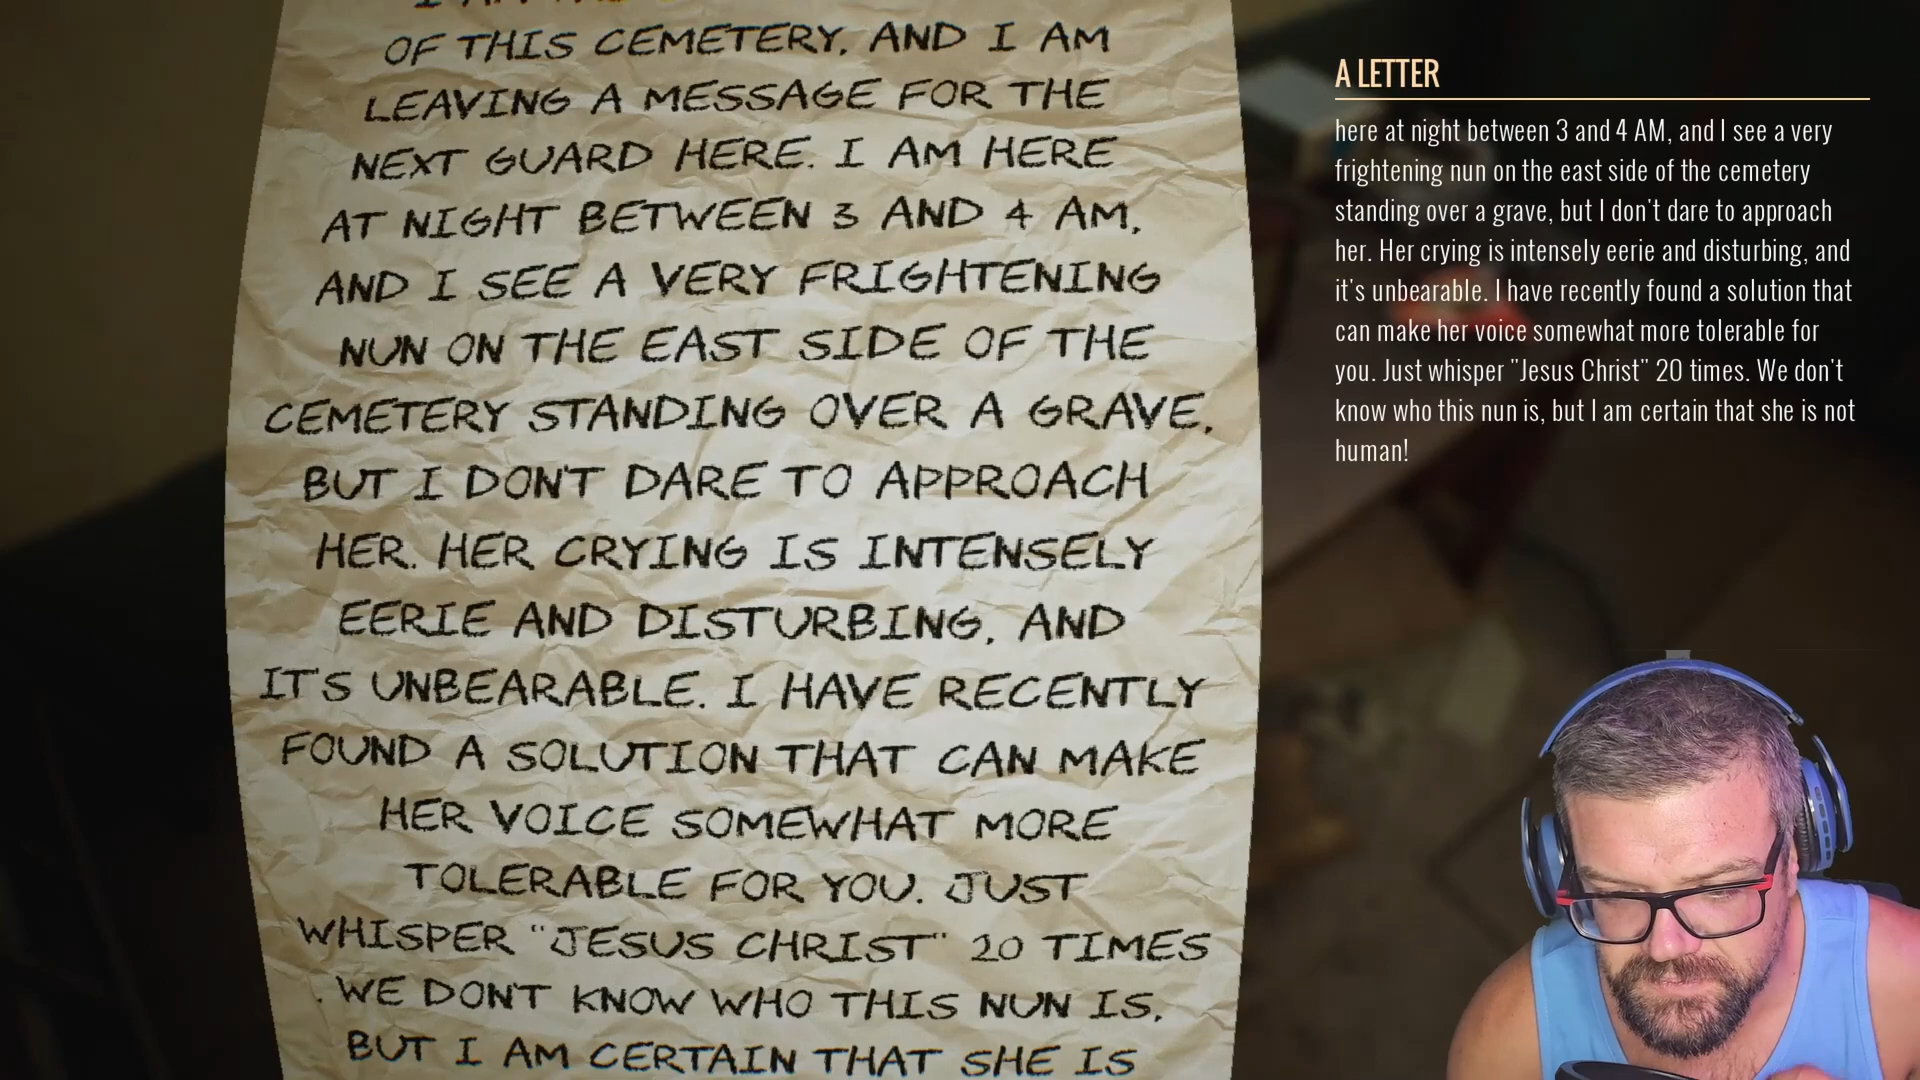 OF THIS CEMETERY, AND I AM
LEAVING A MESSAGE FOR THE
NEXT GUARD HERE. I AM HERE
AT NIGHT BETWEEN 3 AND 4 AM,
AND I SEE A VERY FRIGHTENING
NUN ON THE EAST SIDE OF THE
CEMETERY STANDING OVER A GRAVE,
BUT I DON'T DARE TO APPROACH
HER. HER CRYING IS INTENSELY
EERIE AND DISTURBING, AND
IT'S UNBEARABLE. I HAVE RECENTLY
FOUND A SOLUTION THAT CAN MAKE
HER VOICE SOMEWHAT MORE
TOLERABLE FOR YOU. JUST
WHISPER "JESUS CHRIST" 20 TIMES
. WE DON'T KNOW WHO THIS NUN IS,
BUT I AM CERTAIN THAT SHE IS
A LETTER
here at night between 3 and 4 AM, and I see a very
frightening nun on the east side of the cemetery
standing over a grave, but I don't dare to approach
her. Her crying is intensely eerie and disturbing, and
it's unbearable. I have recently found a solution that
can make her voice somewhat more tolerable for
you. Just whisper "Jesus Christ" 20 times. We don't
know who this nun is, but I am certain that she is not
human!